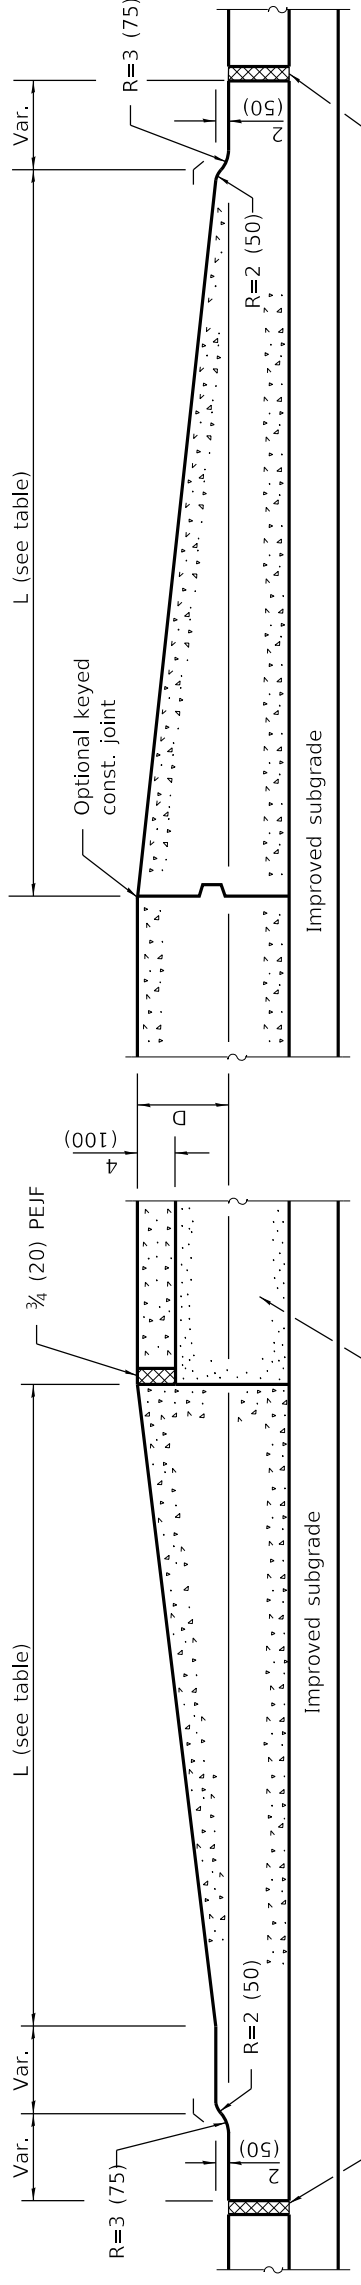 Var.
Var.
L (see table)
R=3 (75)
2
(50)
R=2 (50)
Improved subgrade
¾ (20) PEJF
4
(100)
D
Optional keyed
const. joint
L (see table)
Var.
Improved subgrade
R=2 (50)
R=3 (75)
2
(50)